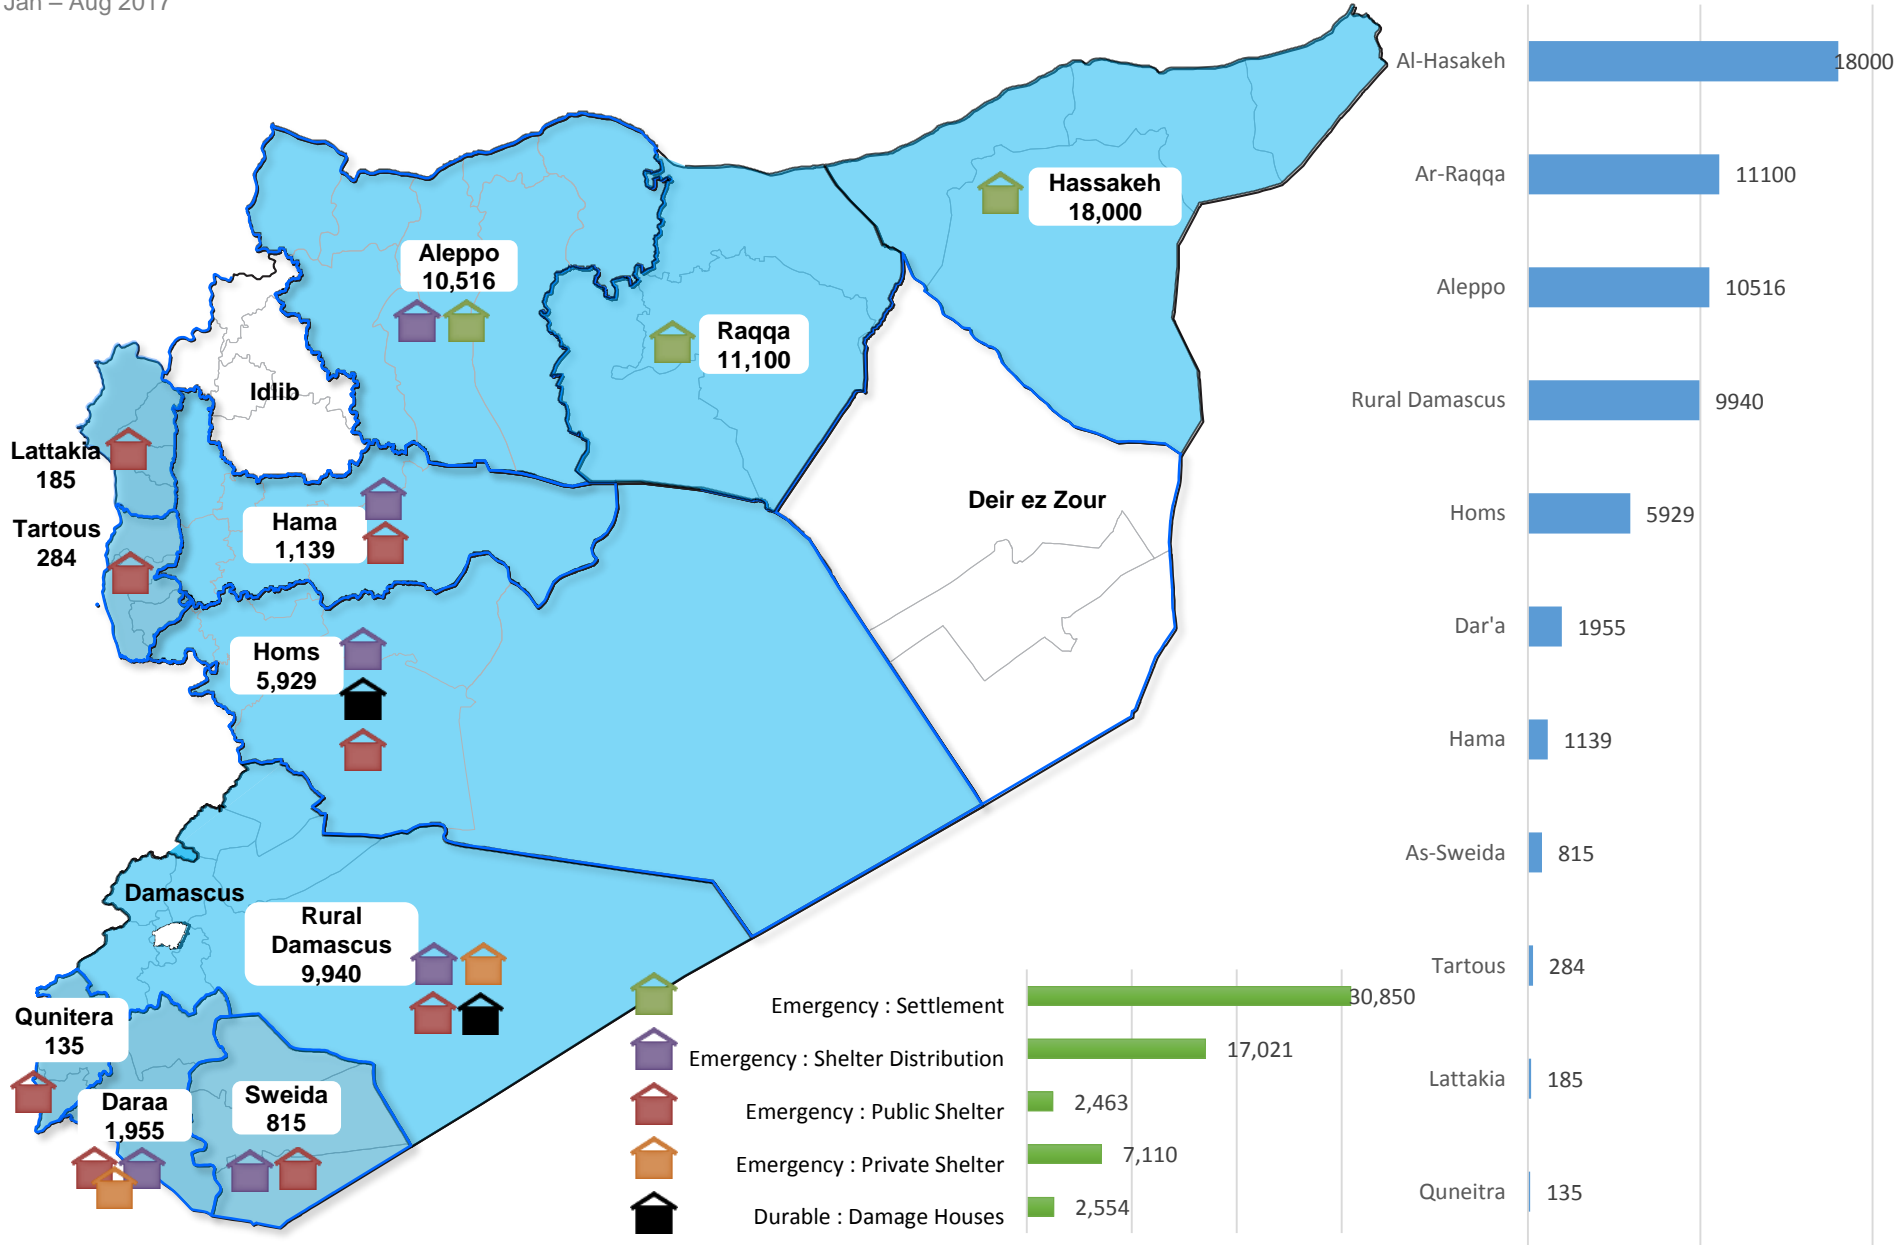 Jan – Aug 2017
Hassakeh
18,000
Aleppo
10,516
Raqqa
11,100
Idlib
Lattakia
185
Tartous
284
Hama
1,139
Deir ez Zour
Homs
5,929
Damascus
Rural
Damascus
9,940
Qunitera
135
Daraa
1,955
Sweida
815
Emergency : Settlement
30,850
Emergency : Shelter Distribution
17,021
Emergency : Public Shelter
2,463
Emergency : Private Shelter
7,110
Durable : Damage Houses
2,554
Al-Hasakeh
18000
Ar-Raqqa
11100
Aleppo
10516
Rural Damascus
9940
Homs
5929
Dar'a
1955
Hama
1139
As-Sweida
815
Tartous
284
Lattakia
185
Quneitra
135